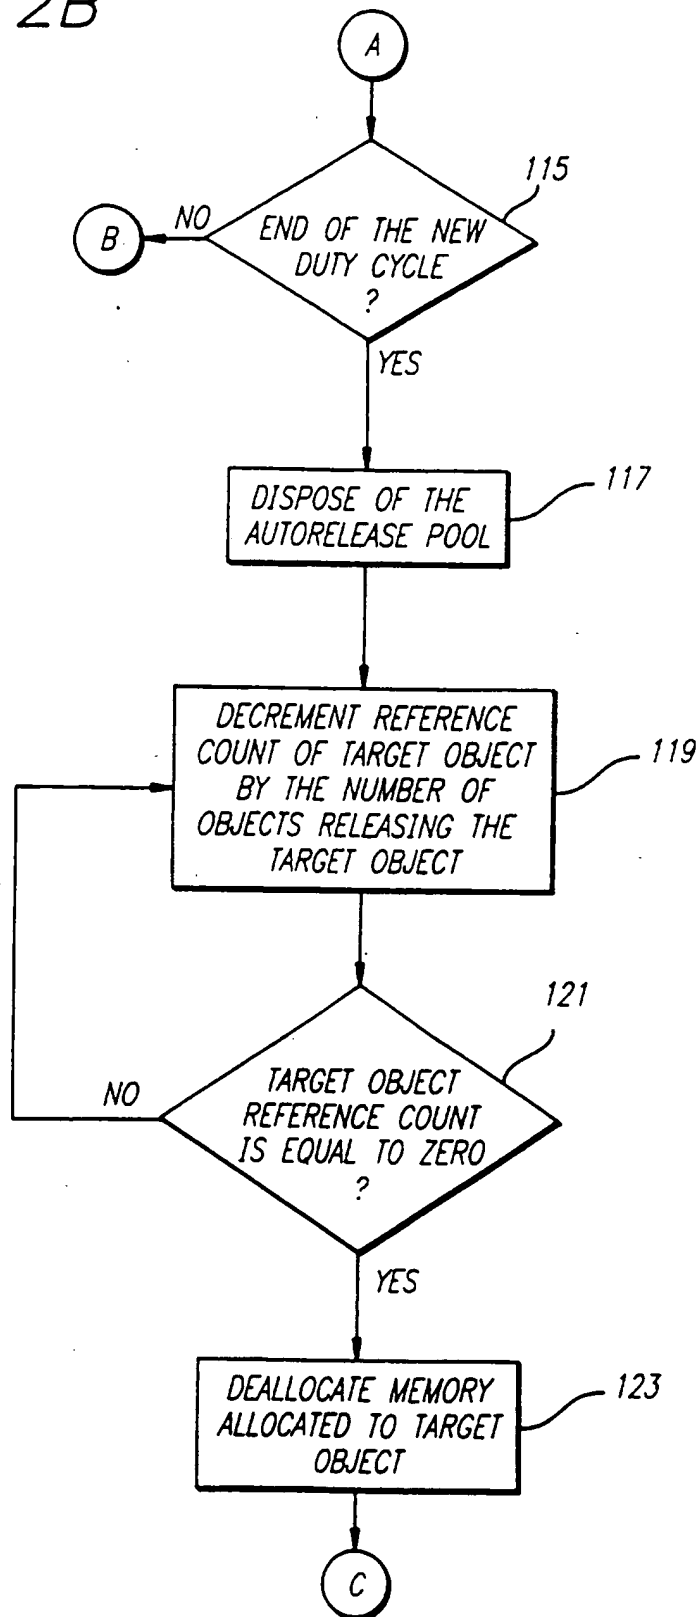 2B
A
115
B
NO
END OF THE NEW
DUTY CYCLE
?
YES
117
DISPOSE OF THE
AUTORELEASE POOL
DECREMENT REFERENCE
COUNT OF TARGET OBJECT
BY THE NUMBER OF
OBJECTS RELEASING THE
TARGET OBJECT
119
121
NO
TARGET OBJECT
REFERENCE COUNT
IS EQUAL TO ZERO
?
YES
DEALLOCATE MEMORY
ALLOCATED TO TARGET
OBJECT
123
C